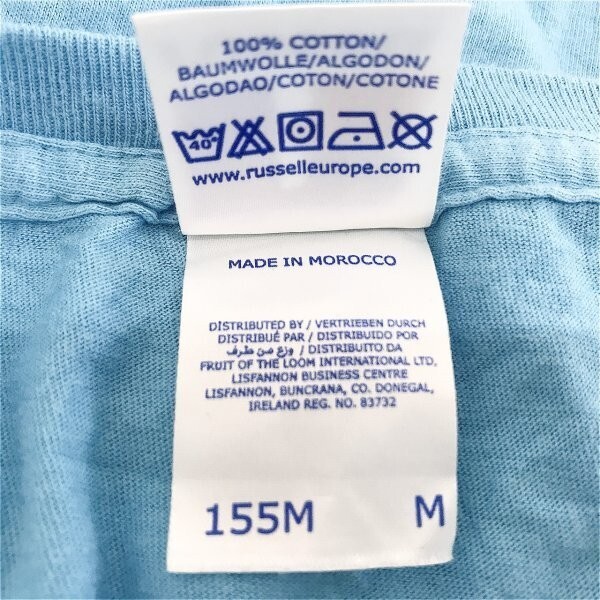 100% COTTON/
BAUMWOLLE/ALGODON/
ALGODAO/COTON/COTONE
40°
www.russelleurope.com
MADE IN MOROCCO
DISTRIBUTED BY / VERTRIEBEN DURCH
DISTRIBUÉ PAR / DISTRIBUIDO POR
وزع من طرف / DISTRIBUITO DA
FRUIT OF THE LOOM INTERNATIONAL LTD.
LISFANNON BUSINESS CENTRE
LISFANNON, BUNCRANA, CO. DONEGAL,
IRELAND REG. NO. 83732
155M M